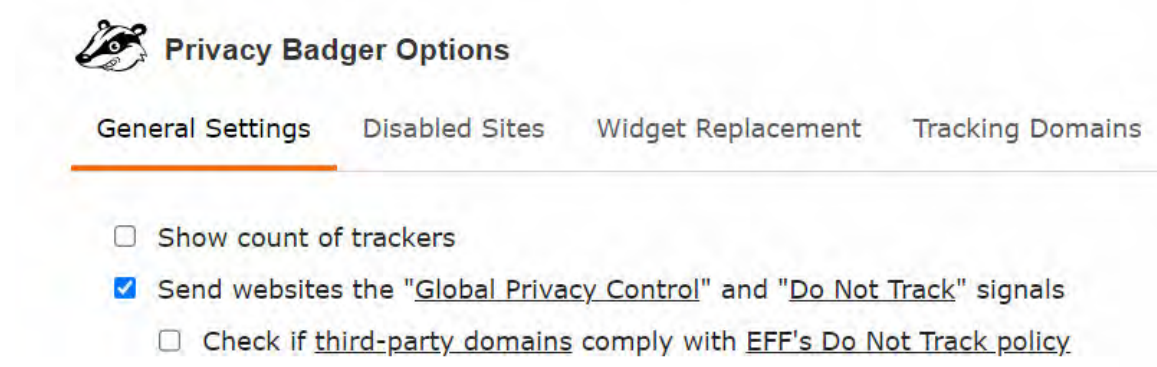 Privacy Badger Options
General Settings Disabled Sites Widget Replacement Tracking Domains
Show count of trackers
Send websites the "Global Privacy Control" and "Do Not Track" signals
Check if third-party domains comply with EFF's Do Not Track policy